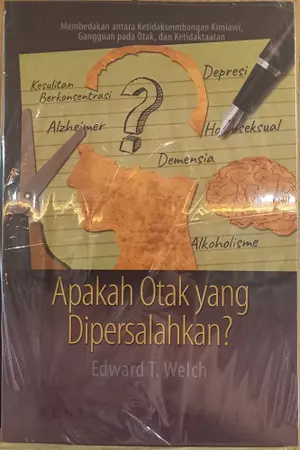 Membedakan antara Ketidakseimbangan Kimiawi,
Gangguan pada Otak, dan Ketidaktaatan
Depresi
Kesulitan
Berkonsentrasi
?
Alzheimer
Homoseksual
Demensia
Alkoholisme
Apakah Otak yang
Dipersalahkan?
Edward T. Welch